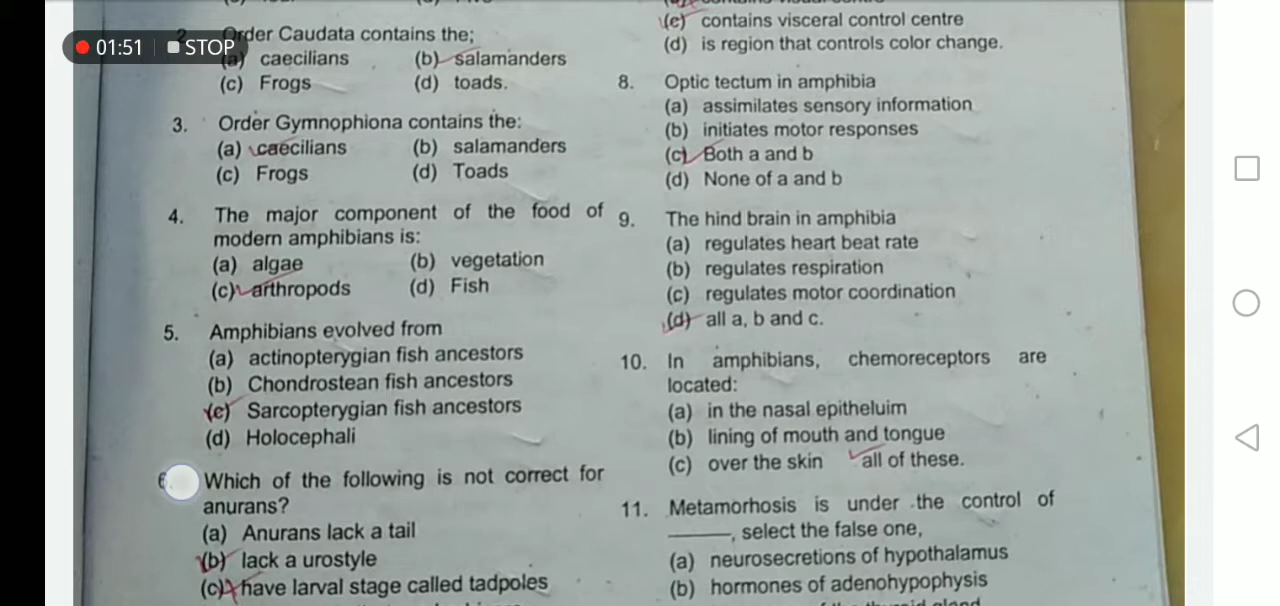 01:51 STOP
Order Caudata contains the;
(a) caecilians (b) salamanders
(c) Frogs (d) toads.
3. Order Gymnophiona contains the:
(a) caecilians (b) salamanders
(c) Frogs (d) Toads
4. The major component of the food of
modern amphibians is:
(a) algae (b) vegetation
(c) arthropods (d) Fish
5. Amphibians evolved from
(a) actinopterygian fish ancestors
(b) Chondrostean fish ancestors
(c) Sarcopterygian fish ancestors
(d) Holocephali
6. Which of the following is not correct for
anurans?
(a) Anurans lack a tail
(b) lack a urostyle
(c) have larval stage called tadpoles
(c) contains visceral control centre
(d) is region that controls color change.
8. Optic tectum in amphibia
(a) assimilates sensory information
(b) initiates motor responses
(c) Both a and b
(d) None of a and b
9. The hind brain in amphibia
(a) regulates heart beat rate
(b) regulates respiration
(c) regulates motor coordination
(d) all a, b and c.
10. In amphibians, chemoreceptors are
located:
(a) in the nasal epitheluim
(b) lining of mouth and tongue
(c) over the skin all of these.
11. Metamorhosis is under the control of
______, select the false one,
(a) neurosecretions of hypothalamus
(b) hormones of adenohypophysis